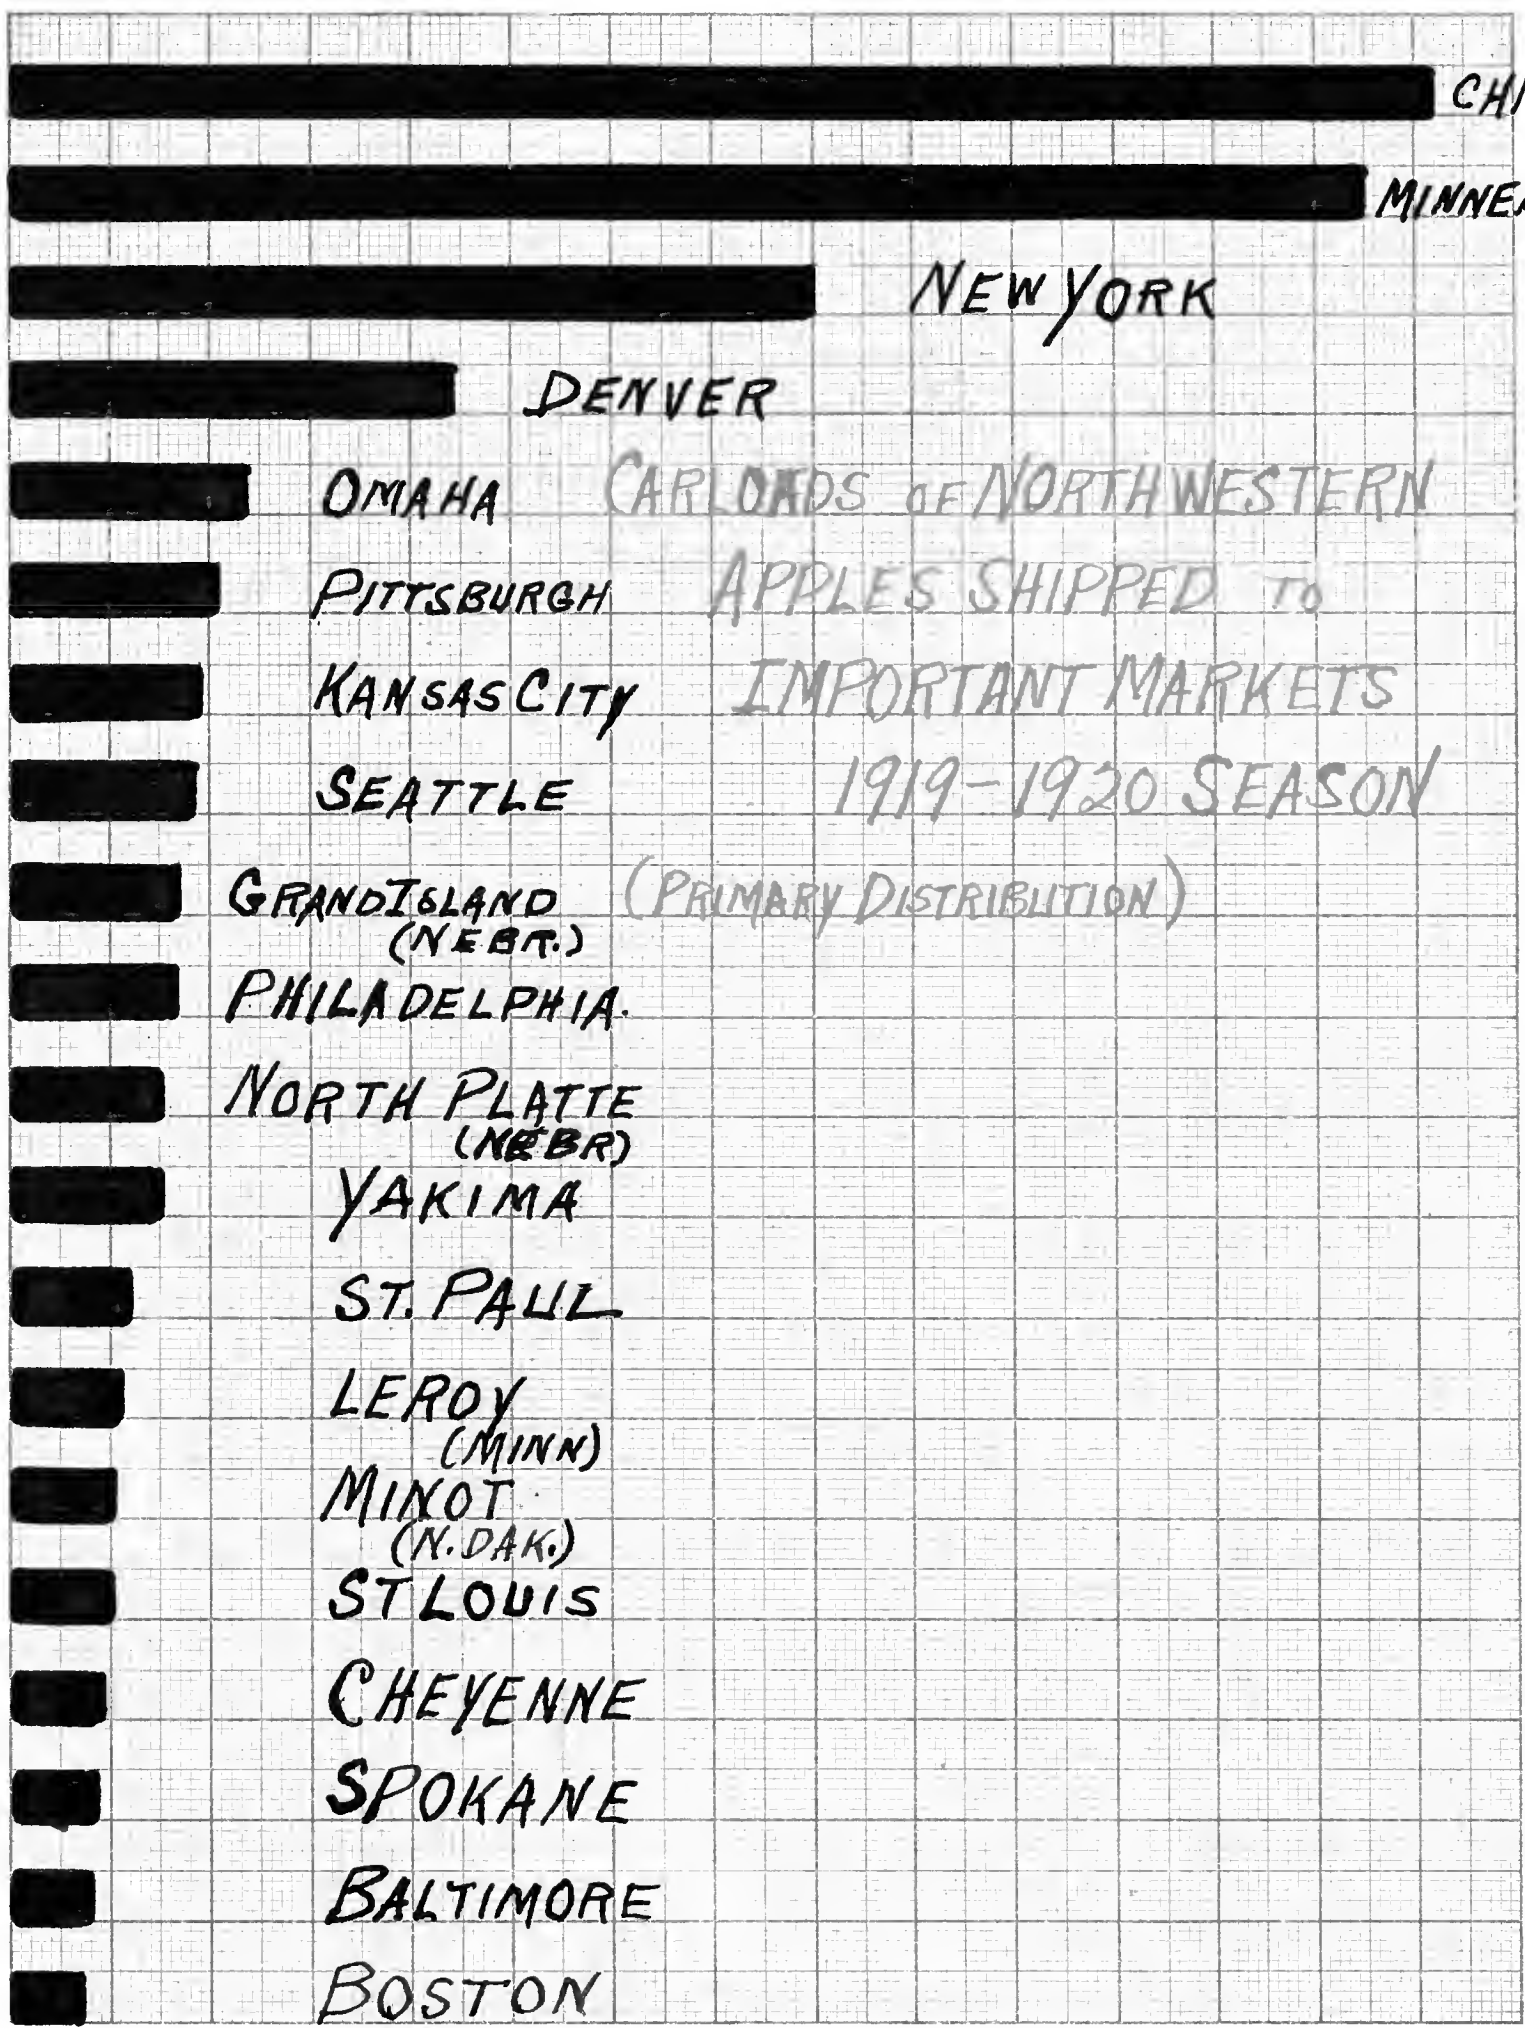 CHI
MINNEA
NEW YORK
DENVER
OMAHA
CARLOADS OF NORTHWESTERN
PITTSBURGH
APPLES SHIPPED TO
KANSAS CITY
IMPORTANT MARKETS
SEATTLE
1919-1920 SEASON
GRAND ISLAND
(NEBR.)
(PRIMARY DISTRIBUTION)
PHILADELPHIA.
NORTH PLATTE
(NEBR)
YAKIMA
ST. PAUL
LEROY
(MINN)
MINOT
(N. DAK.)
ST LOUIS
CHEYENNE
SPOKANE
BALTIMORE
BOSTON